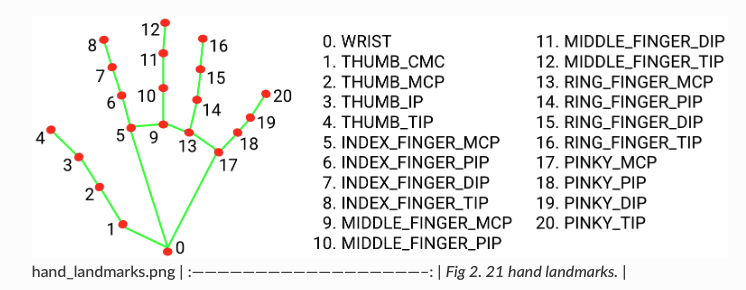 12
8
16
11
7
15
10
6
14
20
4
5
9
13
19
18
3
17
2
1
0
0. WRIST
1. THUMB_CMC
2. THUMB_MCP
3. THUMB_IP
4. THUMB_TIP
5. INDEX_FINGER_MCP
6. INDEX_FINGER_PIP
7. INDEX_FINGER_DIP
8. INDEX_FINGER_TIP
9. MIDDLE_FINGER_MCP
10. MIDDLE_FINGER_PIP
11. MIDDLE_FINGER_DIP
12. MIDDLE_FINGER_TIP
13. RING_FINGER_MCP
14. RING_FINGER_PIP
15. RING_FINGER_DIP
16. RING_FINGER_TIP
17. PINKY_MCP
18. PINKY_PIP
19. PINKY_DIP
20. PINKY_TIP
hand_landmarks.png | :———————————————————–: | Fig 2. 21 hand landmarks. |